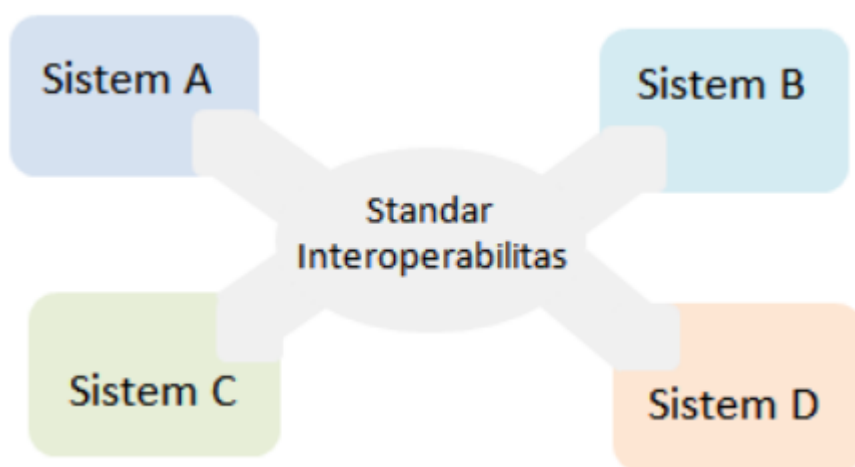 Sistem A
Sistem B
Standar
Interoperabilitas
Sistem C
Sistem D